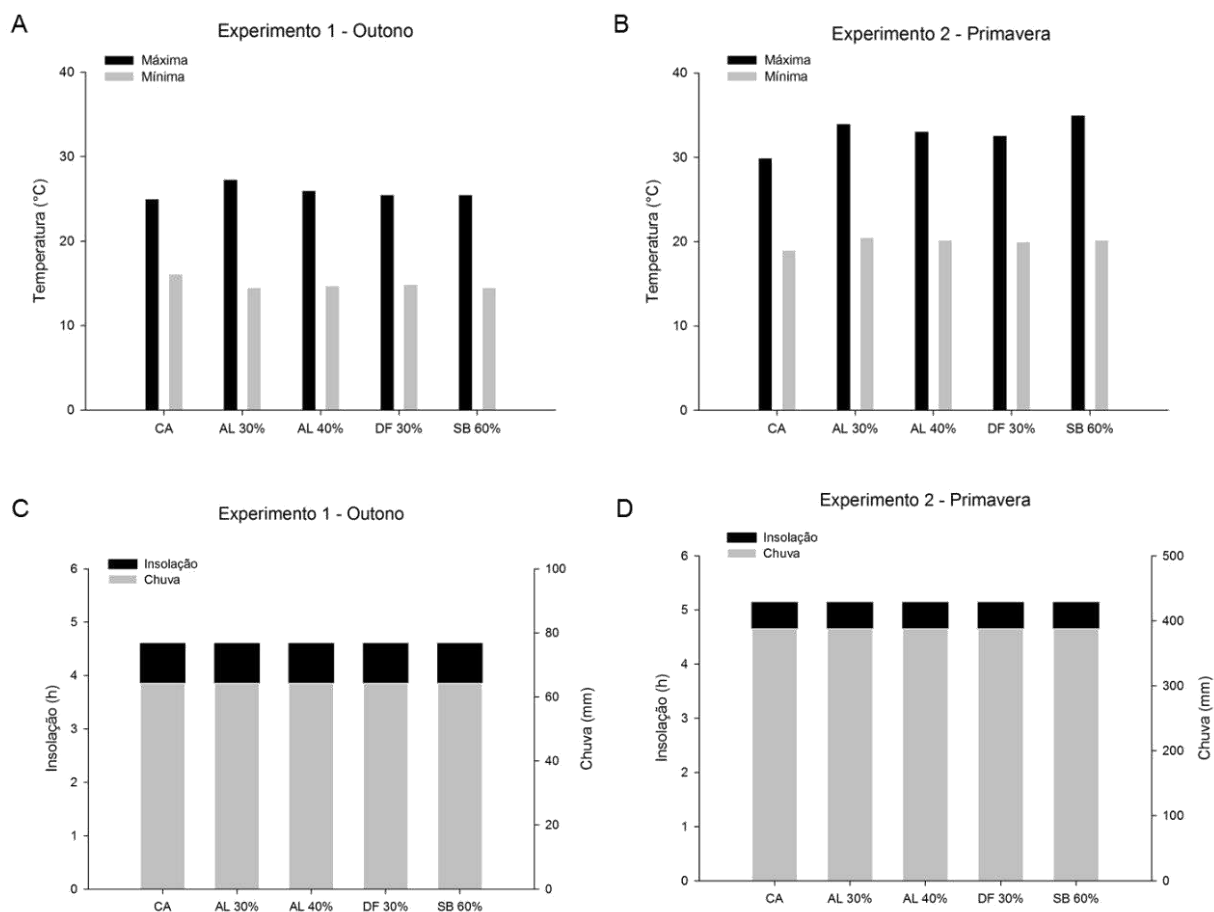 A
Experimento 1 - Outono
Máxima
Mínima
40
30
20
10
0
Temperatura (°C)
CA AL 30% AL 40% DF 30% SB 60%
B
Experimento 2 - Primavera
Máxima
Mínima
40
30
20
10
0
Temperatura (°C)
CA AL 30% AL 40% DF 30% SB 60%
C
Experimento 1 - Outono
Insolação
Chuva
6
5
4
3
2
1
0
Insolação (h)
100
80
60
40
20
0
Chuva (mm)
CA AL 30% AL 40% DF 30% SB 60%
D
Experimento 2 - Primavera
Insolação
Chuva
6
5
4
3
2
1
0
Insolação (h)
500
400
300
200
100
0
Chuva (mm)
CA AL 30% AL 40% DF 30% SB 60%